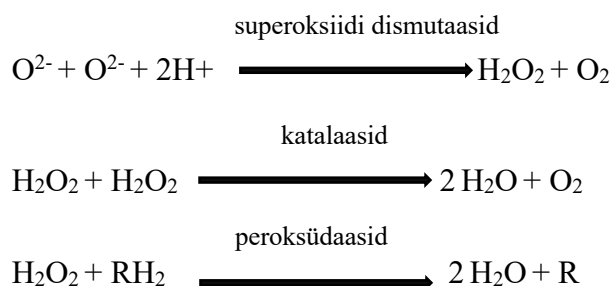 superoksiidi dismutaasid
O²⁻ + O²⁻ + 2H+ H₂O₂ + O₂
katalaasid
H₂O₂ + H₂O₂ 2 H₂O + O₂
peroksüdaasid
H₂O₂ + RH₂ 2 H₂O + R